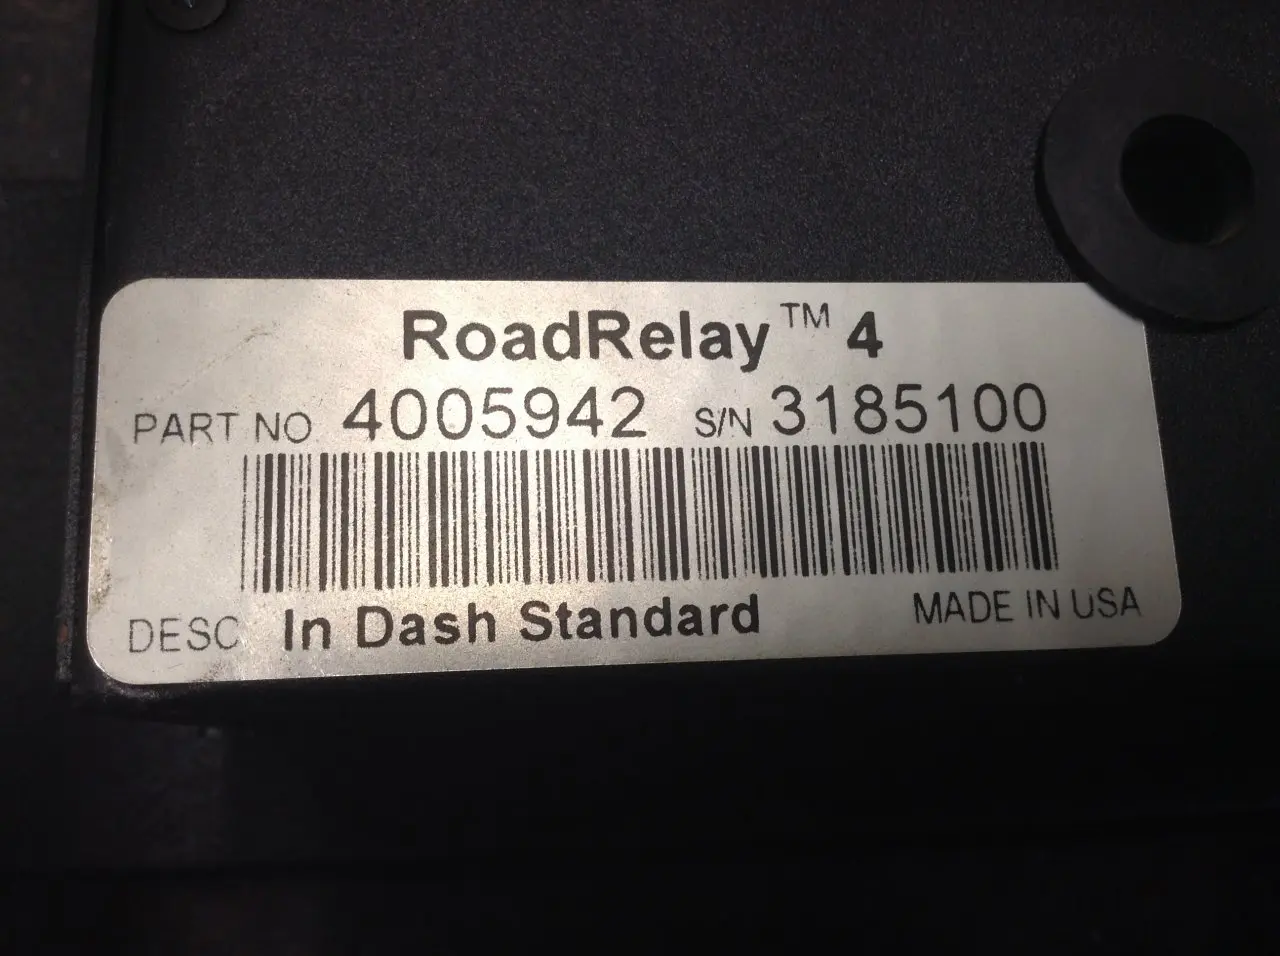 RoadRelay™ 4
PART NO 4005942 S/N 3185100
DESC In Dash Standard MADE IN USA